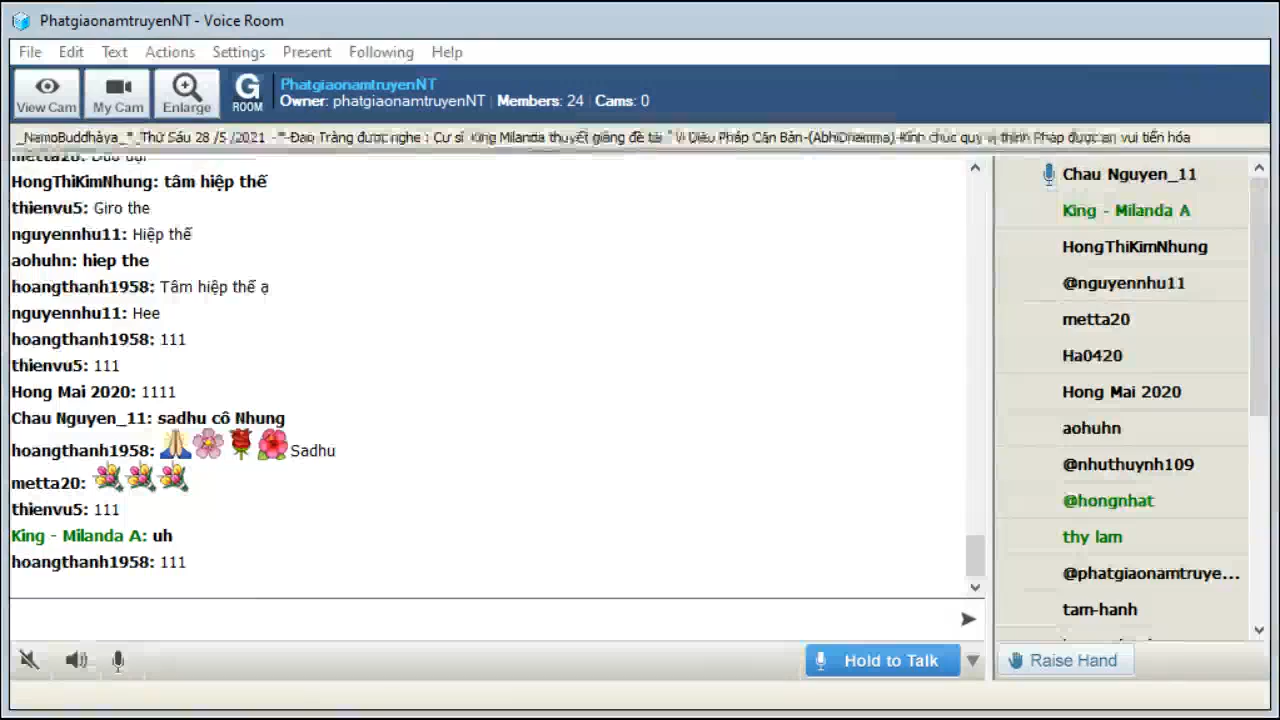 PhatgiaonamtruyenNT - Voice Room
File Edit Text Actions Settings Present Following Help
View Cam My Cam Enlarge G ROOM
PhatgiaonamtruyenNT
Owner: phatgiaonamtruyenNT | Members: 24 | Cams: 0
_NamoBuddhàya_*_Thứ Sáu 28 /5 /2021 -*-Đạo Tràng được nghe : Cư sĩ King Milanda thuyết giảng đề tài " Vi Diệu Pháp Căn Bản-(AbhiDhamma)-Kính chúc quý vị thính Pháp được an vui tiến hóa
metta20:
HongThiKimNhung: tâm hiệp thế
thienvu5: Giro the
nguyennhu11: Hiệp thế
aohuhn: hiep the
hoangthanh1958: Tâm hiệp thế ạ
nguyennhu11: Hee
hoangthanh1958: 111
thienvu5: 111
Hong Mai 2020: 1111
Chau Nguyen_11: sadhu cô Nhung
hoangthanh1958: Sadhu
metta20:
thienvu5: 111
King - Milanda A: uh
hoangthanh1958: 111
Chau Nguyen_11
King - Milanda A
HongThiKimNhung
@nguyennhu11
metta20
Ha0420
Hong Mai 2020
aohuhn
@nhuthuynh109
@hongnhat
thy lam
@phatgiaonamtruye...
tam-hanh
Hold to Talk
Raise Hand